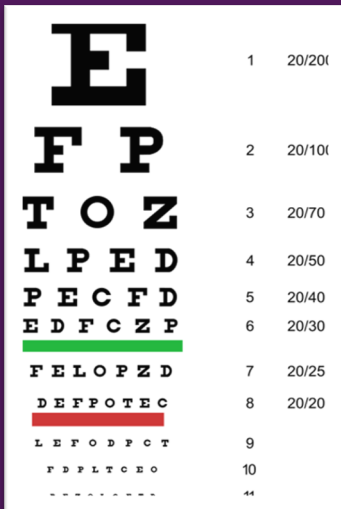 E 1 20/200
F P 2 20/100
T O Z 3 20/70
L P E D 4 20/50
P E C F D 5 20/40
E D F C Z P 6 20/30
F E L O P Z D 7 20/25
D E F P O T E C 8 20/20
L E F O D P C T 9
F D P L T C E O 10